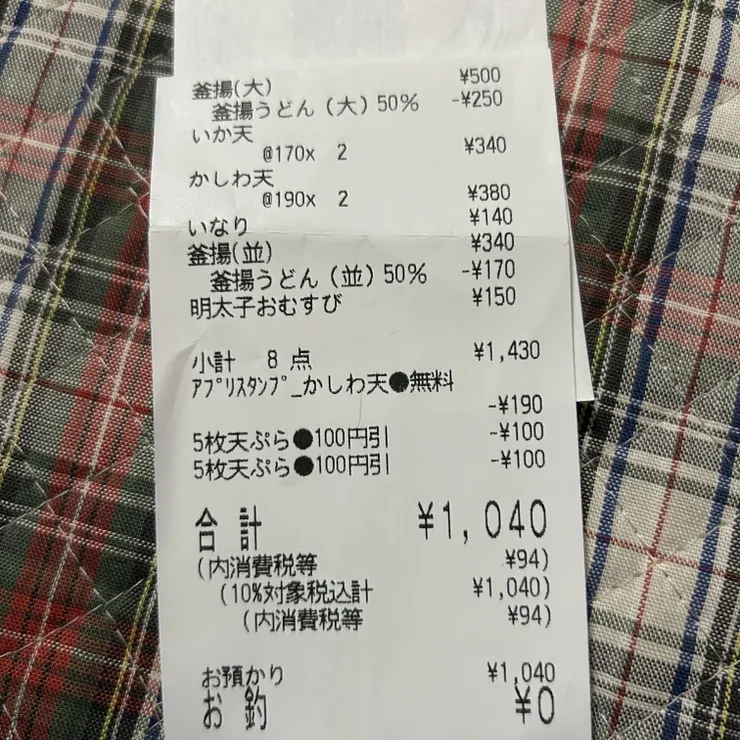 釜揚(大) ¥500
釜揚うどん(大)50% -¥250
いか天
@170x 2 ¥340
かしわ天
@190x 2 ¥380
いなり ¥140
釜揚(並) ¥340
釜揚うどん(並)50% -¥170
明太子おむすび ¥150
小計 8点 ¥1,430
ｱﾌﾟﾘｽﾀﾝﾌﾟ_かしわ天●無料
-¥190
5枚天ぷら●100円引 -¥100
5枚天ぷら●100円引 -¥100
合計 ¥1,040
(内消費税等 ¥94)
(10%対象税込計 ¥1,040)
(内消費税等 ¥94)
お預かり ¥1,040
お釣 ¥0